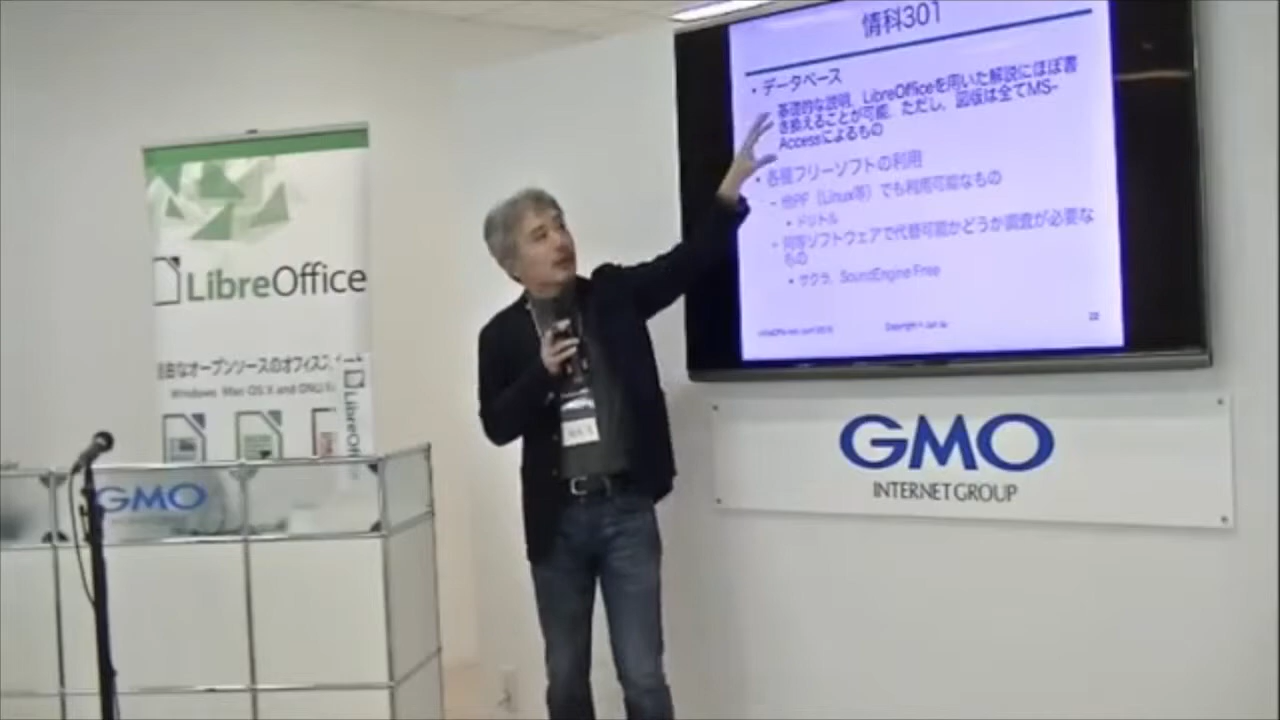 情科301
・データベース
基礎的な説明、LibreOfficeを用いた解説にほぼ書
き換えることが可能. ただし、図版は全てMS-
Accessによるもの
・各種フリーソフトの利用
- 他PF（Linux等）でも利用可能なもの
・ドリトル
- 同等ソフトウェアで代替可能かどうか調査が必要な
もの
・サクラ、SoundEngine Free
22
LibreOffice
自由なオープンソースのオフィス
Windows Mac OS X and GNU
LibreOffi
GMO
GMO
INTERNET GROUP